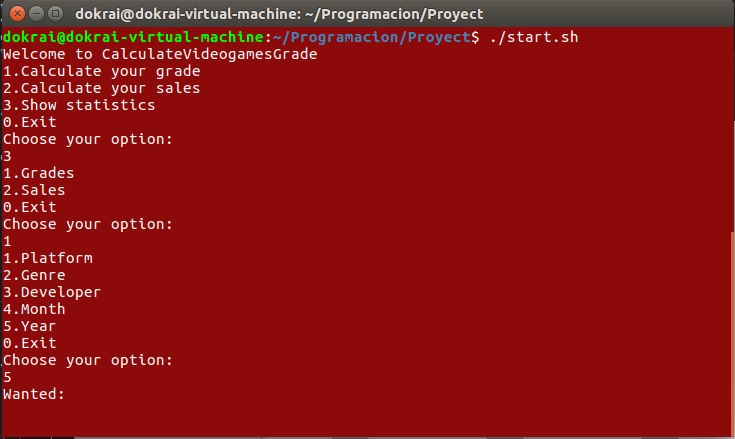 dokrai@dokrai-virtual-machine: ~/Programacion/Proyect
dokrai@dokrai-virtual-machine:~/Programacion/Proyect$ ./start.sh
Welcome to CalculateVideogamesGrade
1.Calculate your grade
2.Calculate your sales
3.Show statistics
0.Exit
Choose your option:
3
1.Grades
2.Sales
0.Exit
Choose your option:
1
1.Platform
2.Genre
3.Developer
4.Month
5.Year
0.Exit
Choose your option:
5
Wanted: